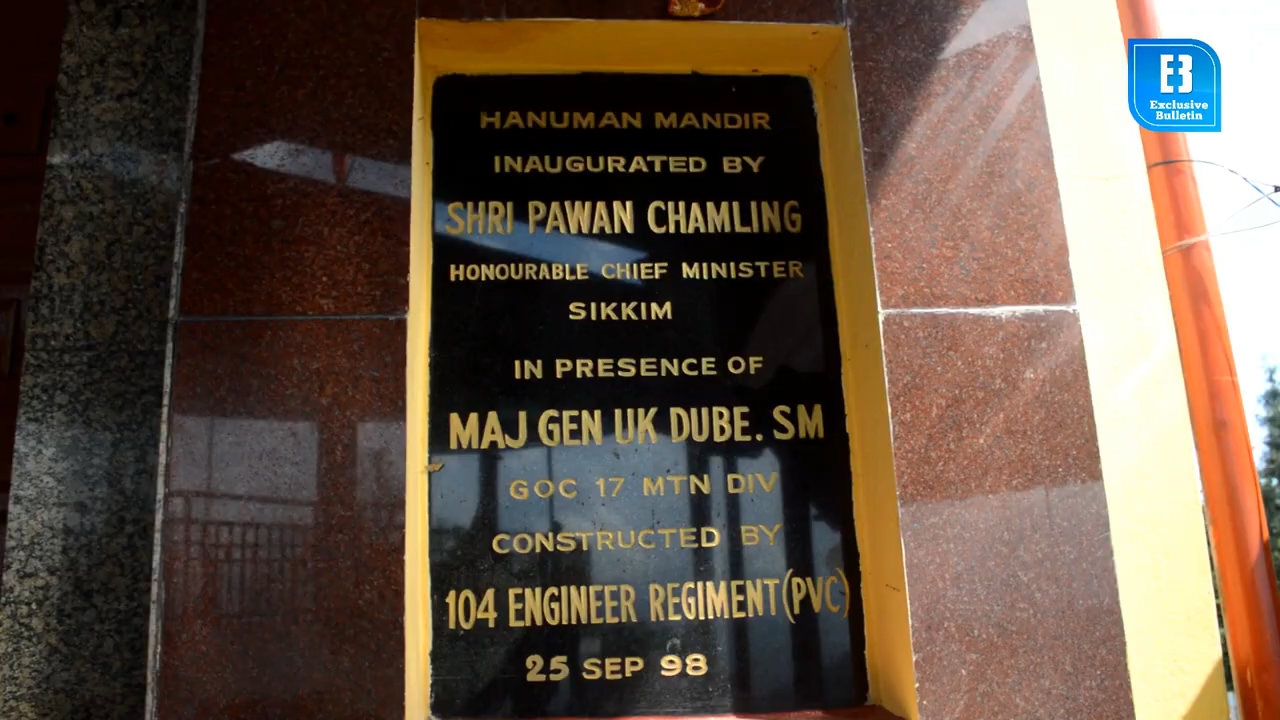 HANUMAN MANDIR
INAUGURATED BY
SHRI PAWAN CHAMLING
HONOURABLE CHIEF MINISTER
SIKKIM
IN PRESENCE OF
MAJ GEN UK DUBE. SM
GOC 17 MTN DIV
CONSTRUCTED BY
104 ENGINEER REGIMENT(PVC)
25 SEP 98
EB
Exclusive
Bulletin